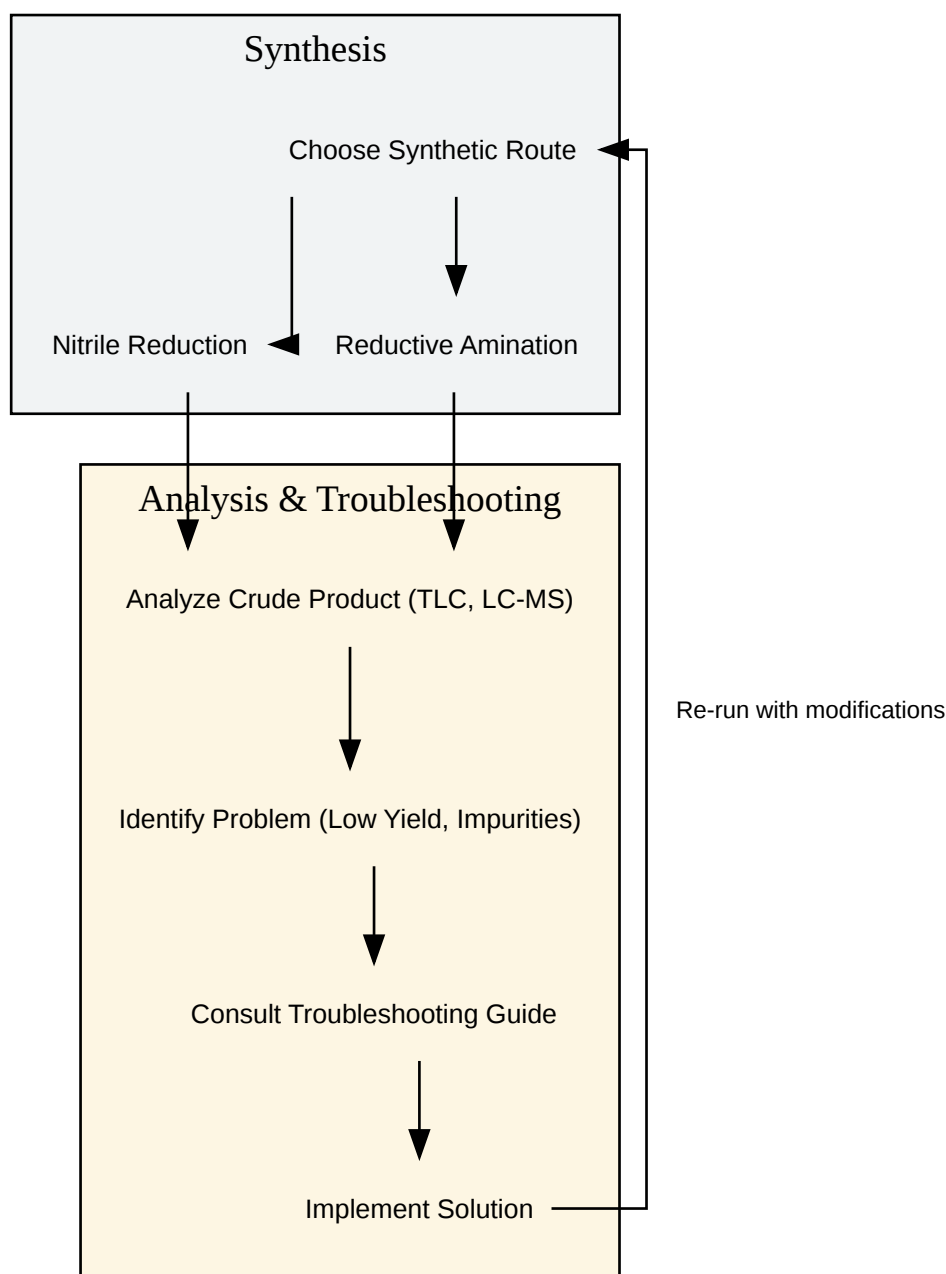 Synthesis
Choose Synthetic Route
Nitrile Reduction
Reductive Amination
Analysis & Troubleshooting
Analyze Crude Product (TLC, LC-MS)
Re-run with modifications
Identify Problem (Low Yield, Impurities)
Consult Troubleshooting Guide
Implement Solution